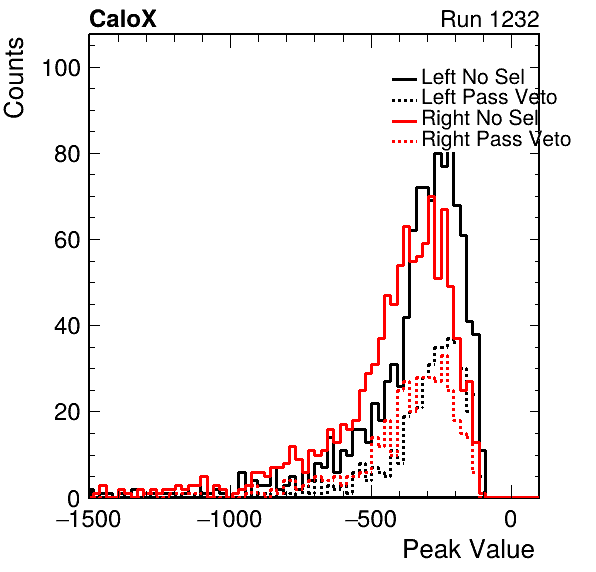 CaloX Run 1232
Counts
100
80
60
40
20
0
Left No Sel
Left Pass Veto
Right No Sel
Right Pass Veto
−1500 −1000 −500 0
Peak Value